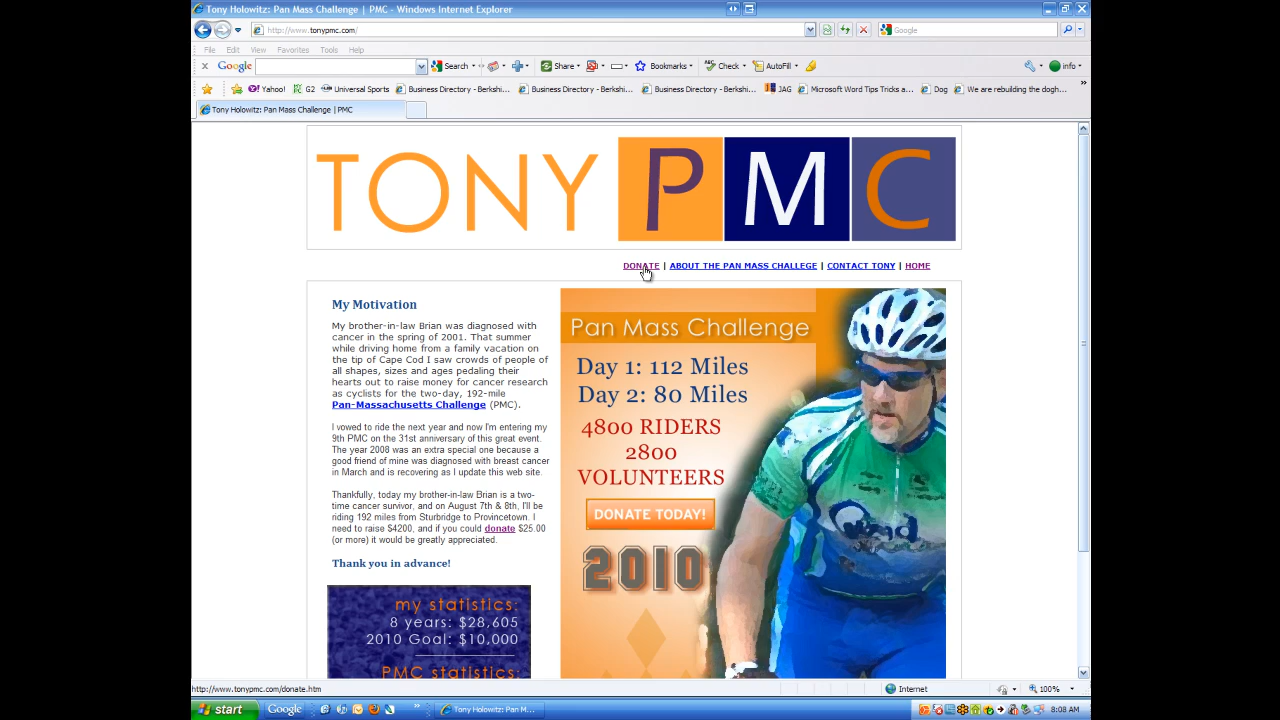 Tony Holowitz: Pan Mass Challenge | PMC - Windows Internet Explorer
http://www.tonypmc.com/
Google
File Edit View Favorites Tools Help
x Google Search Share Bookmarks Check AutoFill info
Yahoo! G2 Universal Sports Business Directory - Berkshi... Business Directory - Berkshi... Business Directory - Berkshi... JAG Microsoft Word Tips Tricks a... Dog We are rebuilding the dogh...
Tony Holowitz: Pan Mass Challenge | PMC
TONY PMC
DONATE | ABOUT THE PAN MASS CHALLEGE | CONTACT TONY | HOME
My Motivation
My brother-in-law Brian was diagnosed with
cancer in the spring of 2001. That summer
while driving home from a family vacation on
the tip of Cape Cod I saw crowds of people of
all shapes, sizes and ages pedaling their
hearts out to raise money for cancer research
as cyclists for the two-day, 192-mile
Pan-Massachusetts Challenge (PMC).
I vowed to ride the next year and now I'm entering my
9th PMC on the 31st anniversary of this great event.
The year 2008 was an extra special one because a
good friend of mine was diagnosed with breast cancer
in March and is recovering as I update this web site.
Thankfully, today my brother-in-law Brian is a two-
time cancer survivor, and on August 7th & 8th, I'll be
riding 192 miles from Sturbridge to Provincetown. I
need to raise $4200, and if you could donate $25.00
(or more) it would be greatly appreciated.
Thank you in advance!
my statistics:
8 years: $28,605
2010 Goal: $10,000
PMC statistics:
Pan Mass Challenge
Day 1: 112 Miles
Day 2: 80 Miles
4800 RIDERS
2800
VOLUNTEERS
DONATE TODAY!
2010
http://www.tonypmc.com/donate.htm Internet 100%
start Google Tony Holowitz: Pan M... 8:08 AM